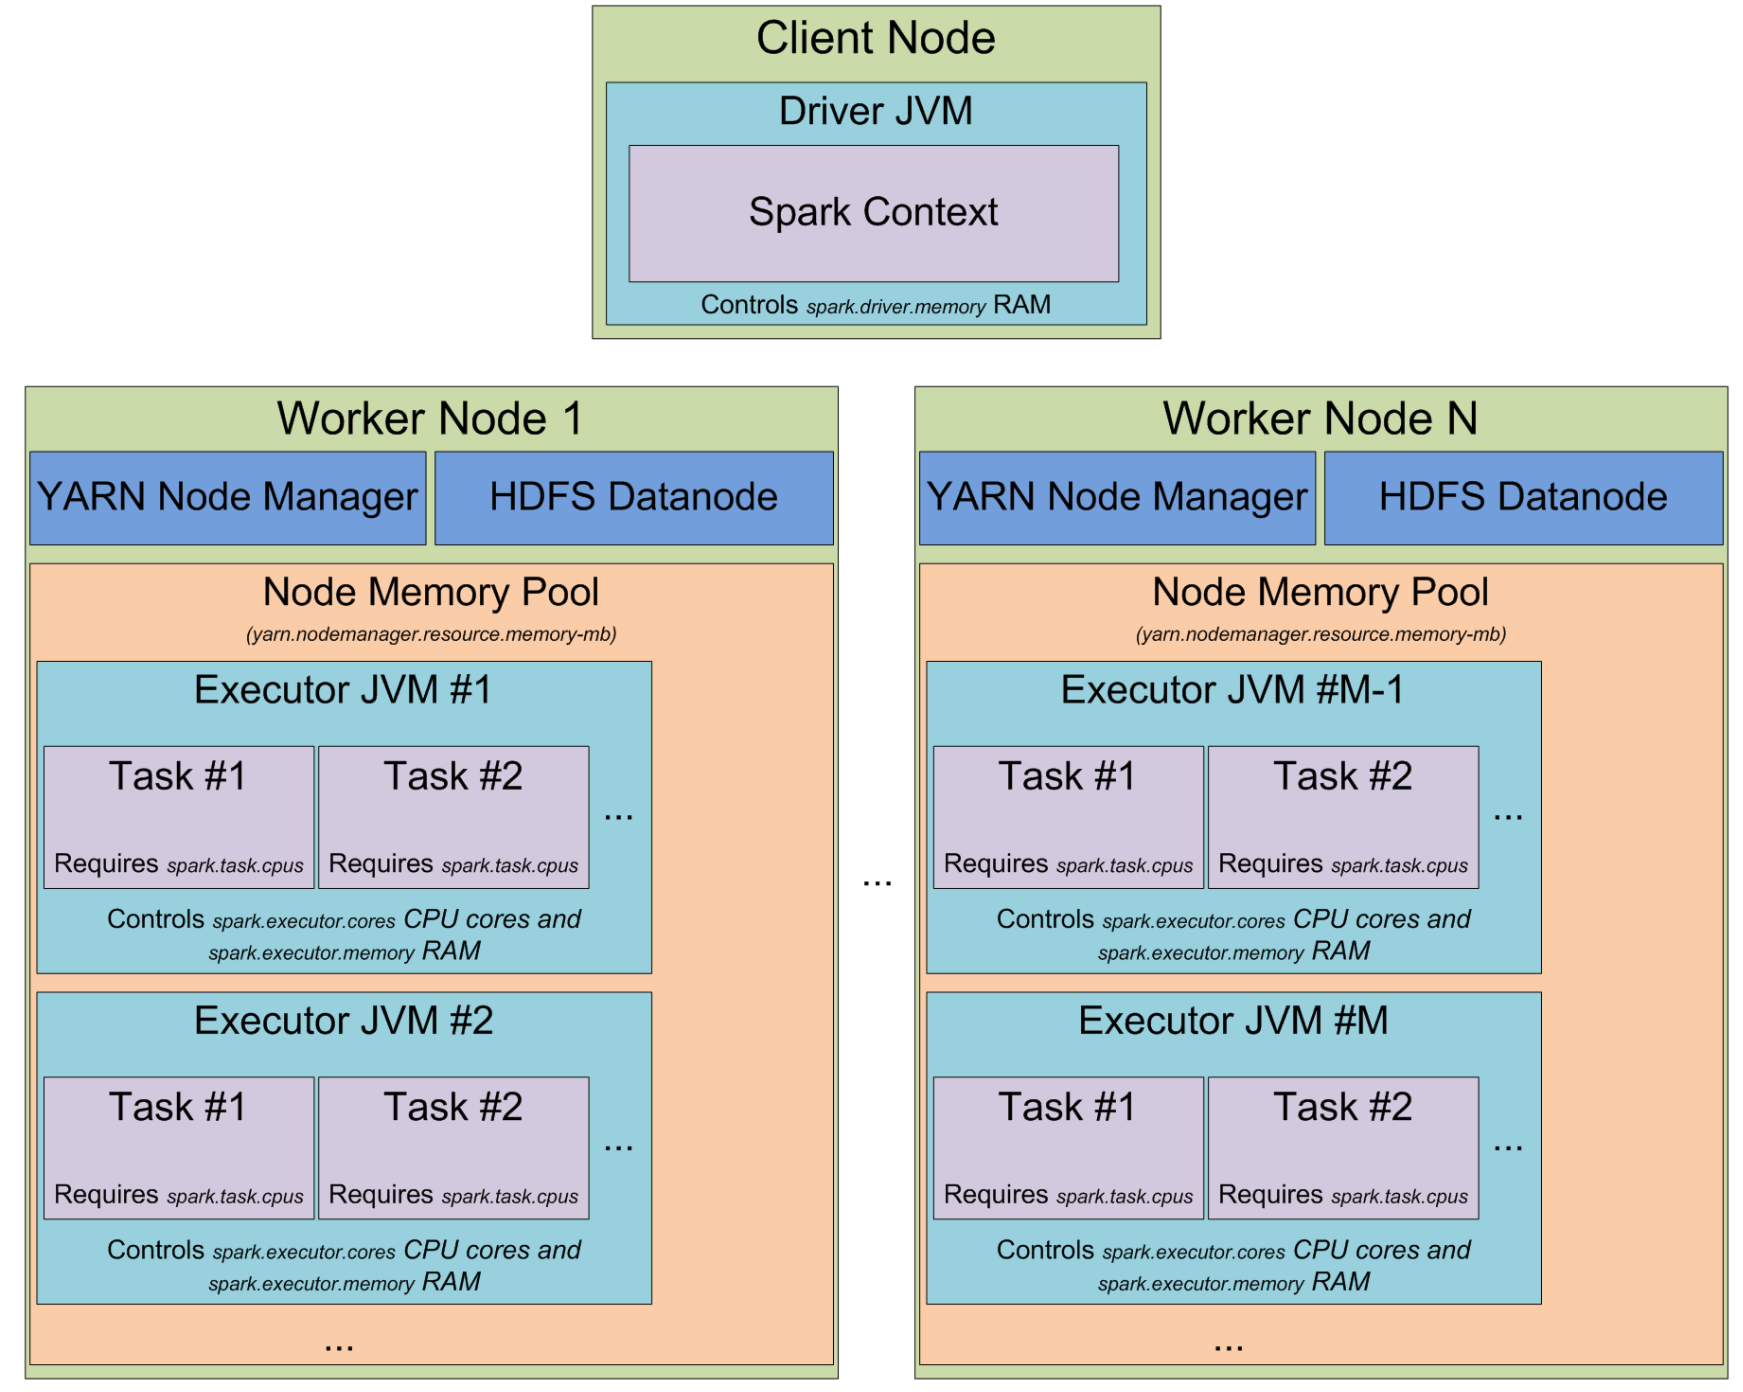 Client Node
Driver JVM
Spark Context
Controls spark.driver.memory RAM
Worker Node 1
YARN Node Manager
HDFS Datanode
Node Memory Pool
(yarn.nodemanager.resource.memory-mb)
Executor JVM #1
Task #1
Requires spark.task.cpus
Task #2
Requires spark.task.cpus
...
Controls spark.executor.cores CPU cores and
spark.executor.memory RAM
Executor JVM #2
Task #1
Requires spark.task.cpus
Task #2
Requires spark.task.cpus
...
Controls spark.executor.cores CPU cores and
spark.executor.memory RAM
...
...
Worker Node N
YARN Node Manager
HDFS Datanode
Node Memory Pool
(yarn.nodemanager.resource.memory-mb)
Executor JVM #M-1
Task #1
Requires spark.task.cpus
Task #2
Requires spark.task.cpus
...
Controls spark.executor.cores CPU cores and
spark.executor.memory RAM
Executor JVM #M
Task #1
Requires spark.task.cpus
Task #2
Requires spark.task.cpus
...
Controls spark.executor.cores CPU cores and
spark.executor.memory RAM
...